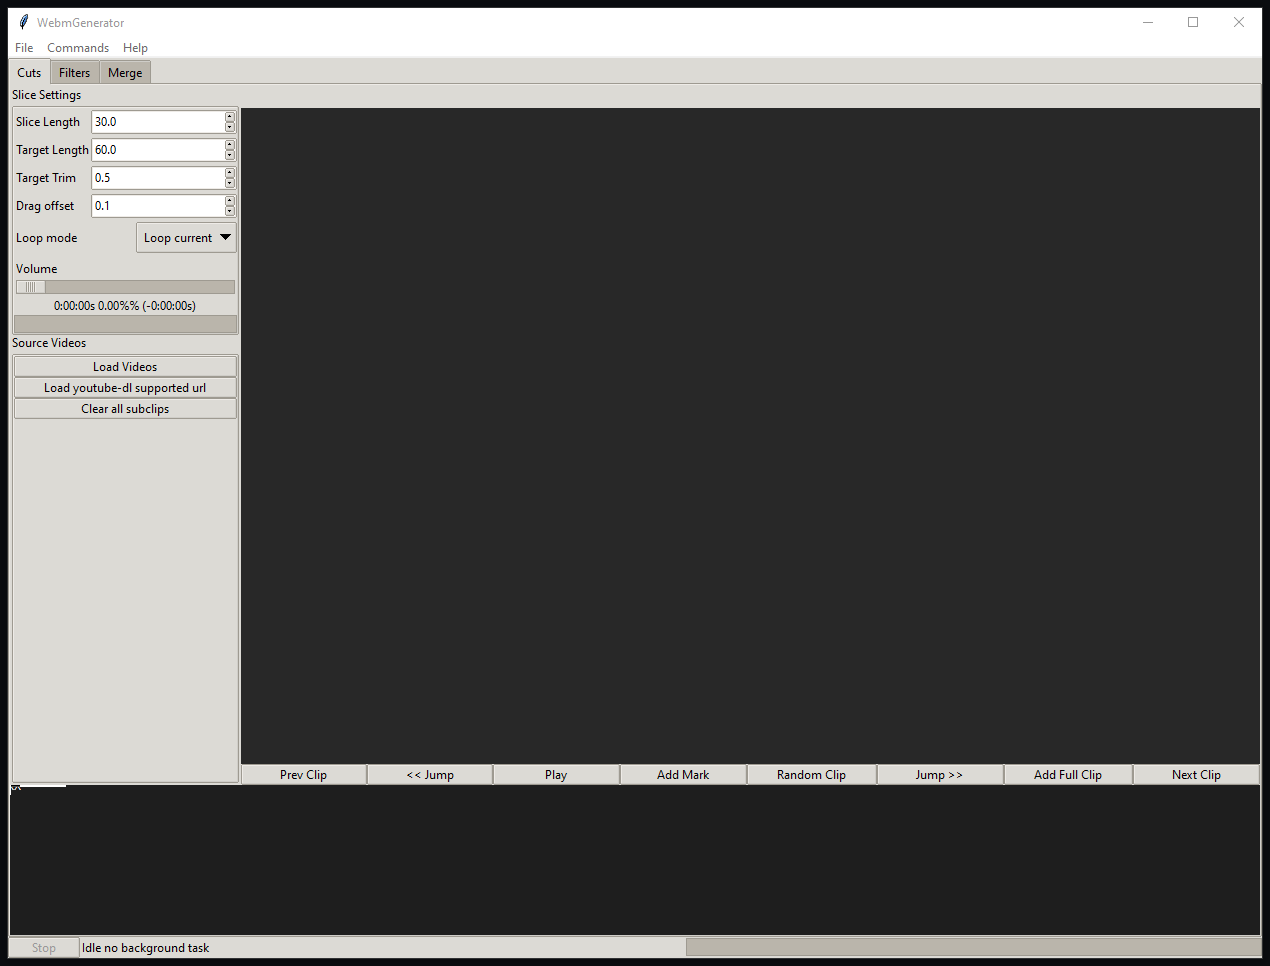 WebmGenerator
File Commands Help
Cuts Filters Merge
Slice Settings
Slice Length 30.0
Target Length 60.0
Target Trim 0.5
Drag offset 0.1
Loop mode Loop current
Volume
0:00:00s 0.00%% (-0:00:00s)
Source Videos
Load Videos
Load youtube-dl supported url
Clear all subclips
Prev Clip << Jump Play Add Mark Random Clip Jump >> Add Full Clip Next Clip
Stop Idle no background task